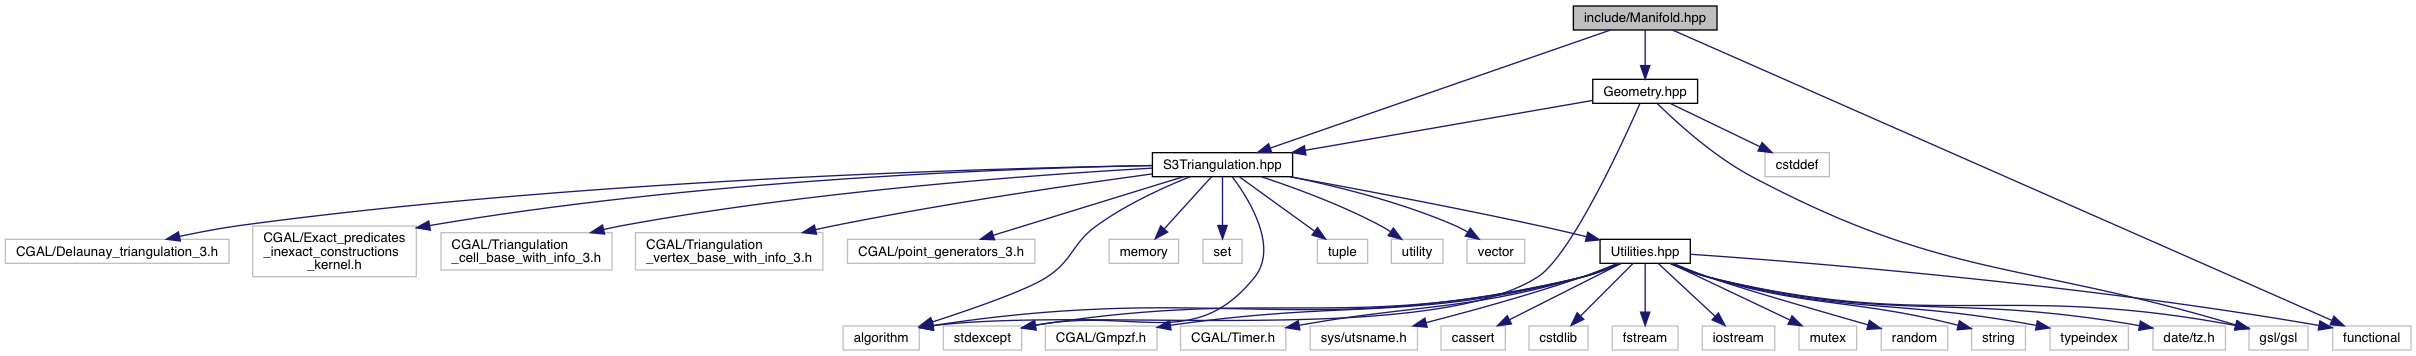 include/Manifold.hpp
Geometry.hpp
S3Triangulation.hpp
cstddef
CGAL/Delaunay_triangulation_3.h
CGAL/Exact_predicates
_inexact_constructions
_kernel.h
CGAL/Triangulation
_cell_base_with_info_3.h
CGAL/Triangulation
_vertex_base_with_info_3.h
CGAL/point_generators_3.h
memory
set
tuple
utility
vector
Utilities.hpp
algorithm
stdexcept
CGAL/Gmpzf.h
CGAL/Timer.h
sys/utsname.h
cassert
cstdlib
fstream
iostream
mutex
random
string
typeindex
date/tz.h
gsl/gsl
functional